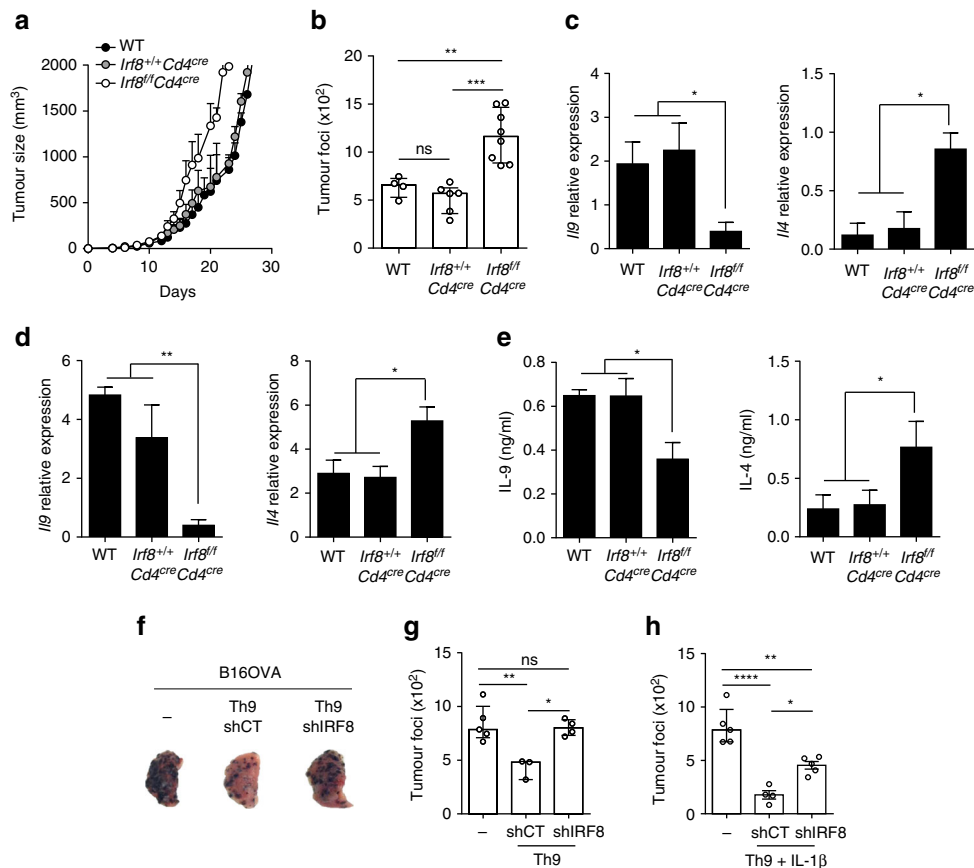 a
WT
Irf8+/+Cd4cre
Irf8f/fCd4cre
Tumour size (mm3)
2000
1500
1000
500
0
0 10 20 30
Days
b
Tumour foci (x102)
20
15
10
5
0
**
***
ns
WT Irf8+/+ Cd4cre Irf8f/f Cd4cre
c
Il9 relative expression
3
2
1
0
*
WT Irf8+/+ Irf8f/f
Cd4cre Cd4cre
Il4 relative expression
1.5
1.0
0.5
0.0
*
WT Irf8+/+ Irf8f/f
Cd4cre Cd4cre
d
Il9 relative expression
6
4
2
0
**
WT Irf8+/+ Irf8f/f
Cd4cre Cd4cre
Il4 relative expression
8
6
4
2
0
*
WT Irf8+/+ Irf8f/f
Cd4cre Cd4cre
e
IL-9 (ng/ml)
0.9
0.6
0.3
0.0
*
WT Irf8+/+ Irf8f/f
Cd4cre Cd4cre
IL-4 (ng/ml)
1.5
1.0
0.5
0.0
*
WT Irf8+/+ Irf8f/f
Cd4cre Cd4cre
f
B16OVA
– Th9 Th9
shCT shIRF8
g
Tumour foci (x102)
15
10
5
0
ns
**
*
– shCT shIRF8
Th9
h
Tumour foci (x102)
15
10
5
0
**
****
*
– shCT shIRF8
Th9 + IL-1β